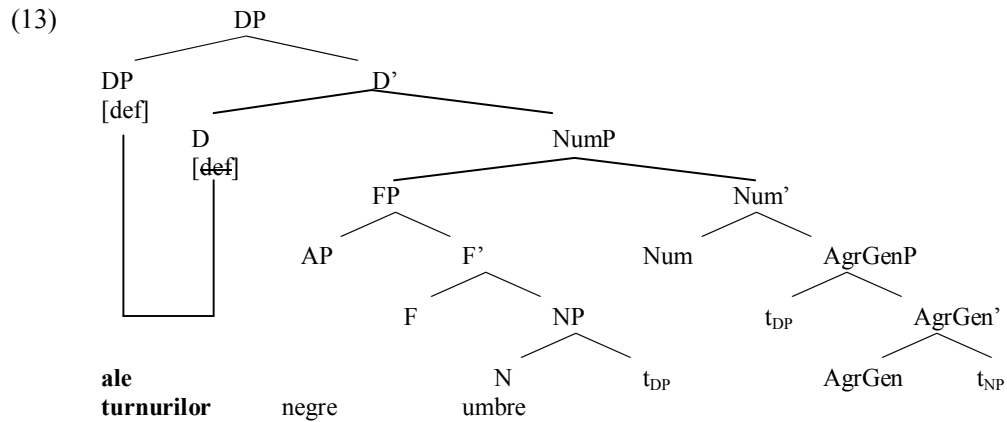 (13) DP
DP D’
[def]
D NumP
[def]
FP Num’
AP F’ Num AgrGenP
F NP tDP AgrGen’
ale N tDP AgrGen tNP
turnurilor negre umbre